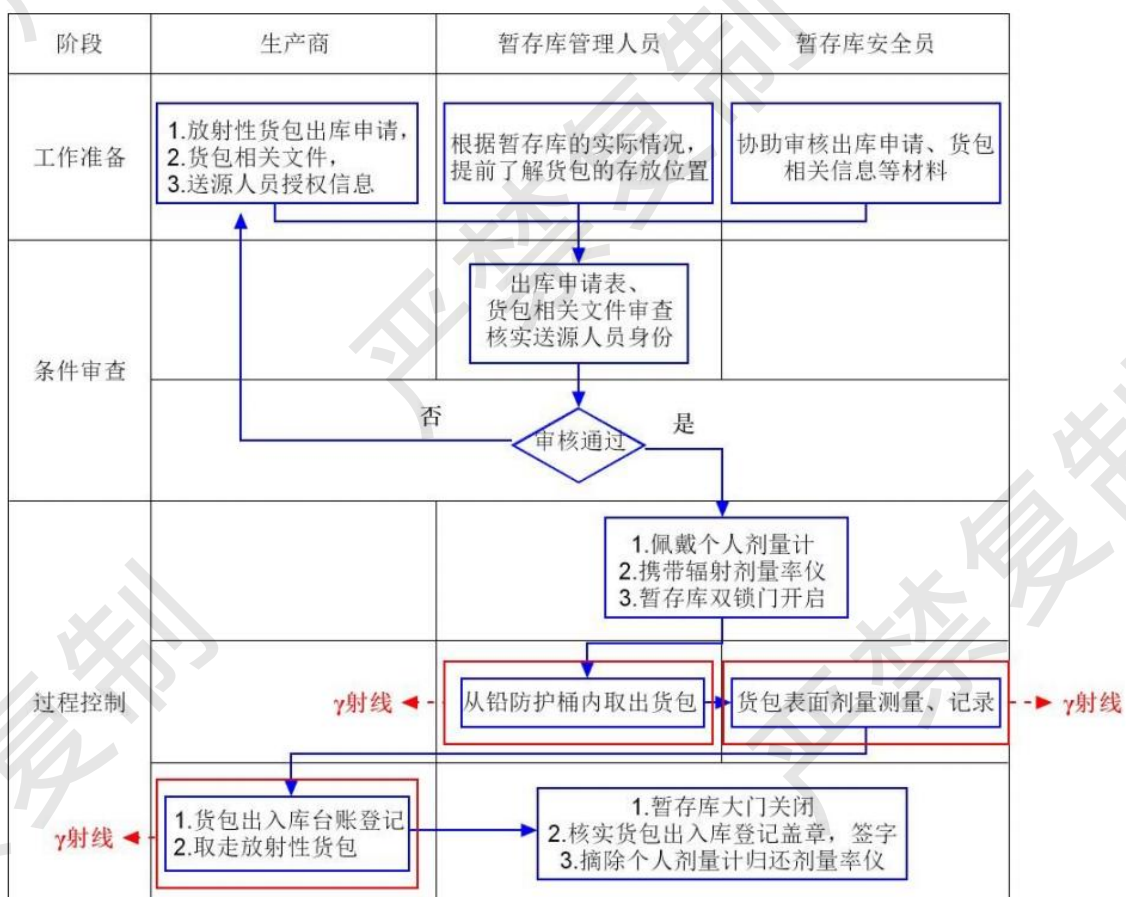 阶段
生产商
暂存库管理人员
暂存库安全员
工作准备
1.放射性货包出库申请,
2.货包相关文件,
3.送源人员授权信息
根据暂存库的实际情况,
提前了解货包的存放位置
协助审核出库申请、货包
相关信息等材料
条件审查
出库申请表、
货包相关文件审查
核实送源人员身份
否
审核通过
是
过程控制
1.佩戴个人剂量计
2.携带辐射剂量率仪
3.暂存库双锁门开启
γ射线
从铅防护桶内取出货包
货包表面剂量测量、记录
γ射线
γ射线
1.货包出入库台账登记
2.取走放射性货包
1.暂存库大门关闭
2.核实货包出入库登记盖章，签字
3.摘除个人剂量计归还剂量率仪
严禁复制
严禁复制
复制